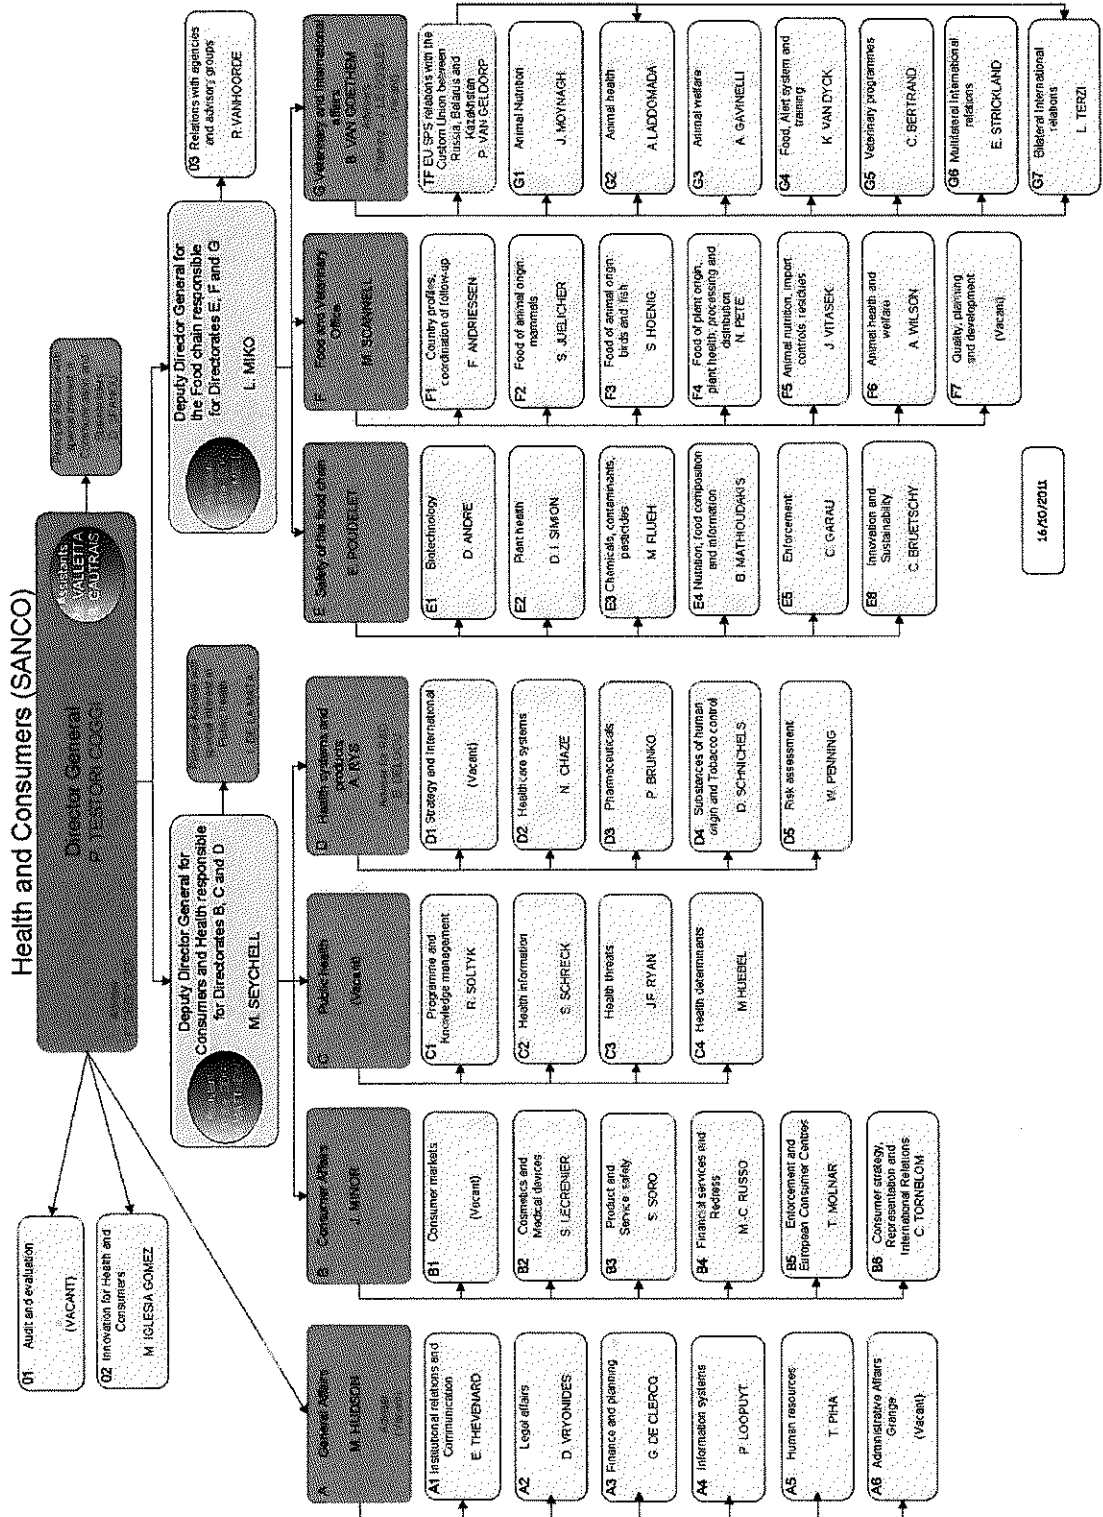 Health and Consumers (SANCO)
Director General
P. TESTORI COGGI
Assistants
VALLETTA
GAUTRAIS
01 Audit and evaluation
(VACANT)
02 Innovation for Health and
Consumers
M. IGLESIA GOMEZ
Deputy Director General for
Consumers and Health responsible
for Directorates B, C and D
M. SEYCHELL
Deputy Director General for
the Food chain responsible
for Directorates E, F and G
L. MIKO
03 Relations with agencies
and advisory groups
R. VANHOORDE
A General Affairs
M. HUDSON
A1 Institutional relations and
Communication
E. THEVENARD
A2 Legal affairs
D. VRYONIDES
A3 Finance and planning
G. DE CLERCQ
A4 Information systems
P. LOOPUYT
A5 Human resources
T. PIHA
A6 Administrative Affairs
Grange
(Vacant)
B Consumer Affairs
J. MINOR
B1 Consumer markets
(Vacant)
B2 Cosmetics and
Medical devices
S. LECRENIER
B3 Product and
Service safety
S. SORO
B4 Financial services and
Redress
M.-C. RUSSO
B5 Enforcement and
European Consumer Centres
T. MOLNAR
B6 Consumer strategy,
Representation and
International Relations
C. TORNBLOM
C Public health
(Vacant)
C1 Programme and
Knowledge management
R. SOLTYK
C2 Health information
S. SCHRECK
C3 Health threats
J.F. RYAN
C4 Health determinants
M HUEBEL
D Health systems and
products
A. RYS
D1 Strategy and International
(Vacant)
D2 Healthcare systems
N. CHAZE
D3 Pharmaceuticals
P. BRUNKO
D4 Substances of human
origin and Tobacco control
D. SCHNICHELS
D5 Risk assessment
W. PENNING
E Safety of the food chain
E. POUDELET
E1 Biotechnology
D. ANDRE
E2 Plant health
D. I. SIMON
E3 Chemicals, contaminants,
pesticides
M. FLUEH
E4 Nutrition, food composition
and information
B. MATHIOUDAKIS
E5 Enforcement
C. GARAU
E6 Innovation and
Sustainability
C. BRUETSCHY
F Food and Veterinary
Office
M. SCANNELL
F1 Country profiles,
coordination of follow-up
F. ANDRIESSEN
F2 Food of animal origin:
mammals
S. JUELICHER
F3 Food of animal origin:
birds and fish
S. HOENIG
F4 Food of plant origin,
plant health; processing and
distribution
N. PETE
F5 Animal nutrition, import
controls, residues
J. VITASEK
F6 Animal health and
welfare
A. WILSON
F7 Quality, planning
and development
(Vacant)
G Veterinary and International
affairs
B. VAN GOETHEM
TF EU SPS relations with the
Custom Union between
Russia, Belarus and
Kazakhstan
P. VAN GELDORP
G1 Animal Nutrition
J. MOYNAGH
G2 Animal health
A.LADDOMADA
G3 Animal welfare
A. GAVINELLI
G4 Food, Alert system and
training
K. VAN DYCK
G5 Veterinary programmes
C. BERTRAND
G6 Multilateral International
relations
E. STRICKLAND
G7 Bilateral International
relations
L. TERZI
16/10/2011